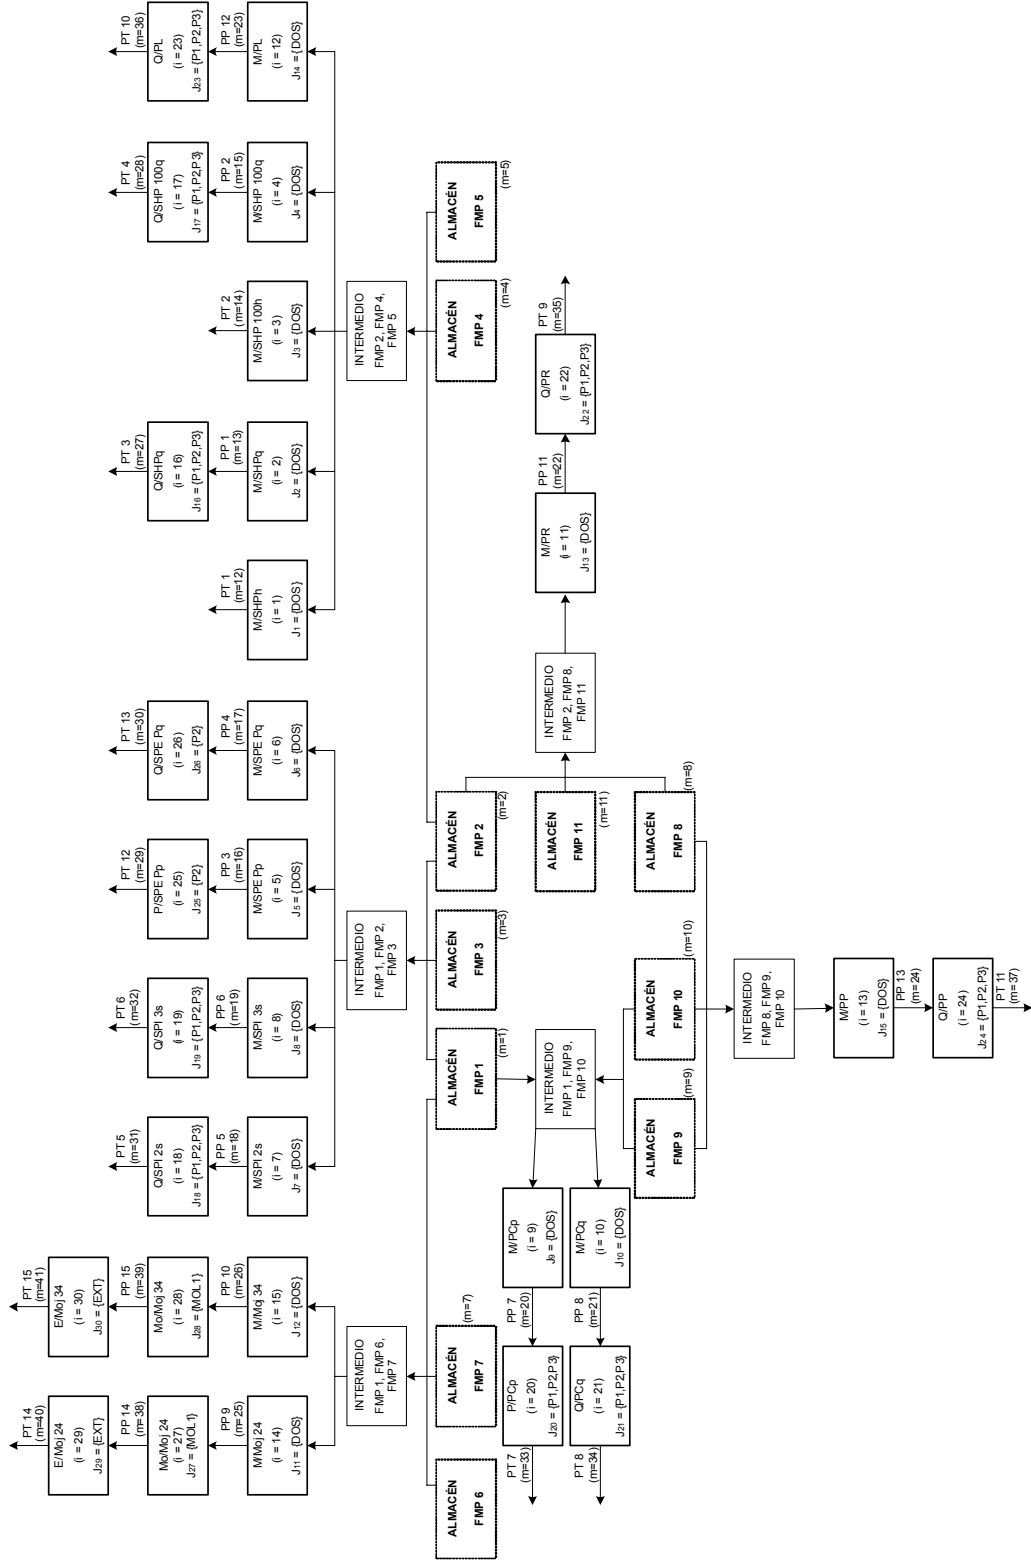 PT 14
(m=40)
E/Moj 24
(i = 29)
J29 = {EXT}
PP 14
(m=38)
Mo/Moj 24
(i = 27)
J27 = {MOL1}
PP 9
(m=25)
M/Moj 24
(i = 14)
J11 = {DOS}
PT 15
(m=41)
E/Moj 34
(i = 30)
J30 = {EXT}
PP 15
(m=39)
Mo/Moj 34
(i = 28)
J28 = {MOL1}
PP 10
(m=26)
M/Moj 34
(i = 15)
J12 = {DOS}
PT 5
(m=31)
Q/SPI 2s
(i = 18)
J18 = {P1,P2,P3}
PP 5
(m=18)
M/SPI 2s
(i = 7)
J7 = {DOS}
PT 6
(m=32)
Q/SPI 3s
(i = 19)
J19 = {P1,P2,P3}
PP 6
(m=19)
M/SPI 3s
(i = 8)
J8 = {DOS}
PT 12
(m=29)
P/SPE Pp
(i = 25)
J25 = {P2}
PP 3
(m=16)
M/SPE Pp
(i = 5)
J5 = {DOS}
PT 13
(m=30)
Q/SPE Pq
(i = 26)
J26 = {P2}
PP 4
(m=17)
M/SPE Pq
(i = 6)
J6 = {DOS}
PT 1
(m=12)
M/SHPh
(i = 1)
J1 = {DOS}
PT 3
(m=27)
Q/SHPq
(i = 16)
J16 = {P1,P2,P3}
PP 1
(m=13)
M/SHPq
(i = 2)
J2 = {DOS}
PT 2
(m=14)
M/SHP 100h
(i = 3)
J3 = {DOS}
PT 4
(m=28)
Q/SHP 100q
(i = 17)
J17 = {P1,P2,P3}
PP 2
(m=15)
M/SHP 100q
(i = 4)
J4 = {DOS}
PT 10
(m=36)
Q/PL
(i = 23)
J23 = {P1,P2,P3}
PP 12
(m=23)
M/PL
(i = 12)
J14 = {DOS}
INTERMEDIO
FMP 1, FMP 6,
FMP 7
INTERMEDIO
FMP 1, FMP 2,
FMP 3
INTERMEDIO
FMP 2, FMP 4,
FMP 5
ALMACÉN
FMP 6
ALMACÉN
FMP 7
(m=7)
ALMACÉN
FMP1
(m=1)
ALMACÉN
FMP 3
(m=3)
ALMACÉN
FMP 2
(m=2)
ALMACÉN
FMP 4
(m=4)
ALMACÉN
FMP 5
(m=5)
PT 7
(m=33)
P/PCp
(i = 20)
J20 = {P1,P2,P3}
PP 7
(m=20)
M/PCp
(i = 9)
J9 = {DOS}
PT 8
(m=34)
Q/PCq
(i = 21)
J21 = {P1,P2,P3}
PP 8
(m=21)
M/PCq
(i = 10)
J10 = {DOS}
INTERMEDIO
FMP 1, FMP9,
FMP 10
ALMACÉN
FMP 11
(m=11)
INTERMEDIO
FMP 2, FMP8,
FMP 11
M/PR
(i = 11)
J13 = {DOS}
PP 11
(m=22)
Q/PR
(i = 22)
J22 = {P1,P2,P3}
PT 9
(m=35)
ALMACÉN
FMP 9
(m=9)
ALMACÉN
FMP 10
(m=10)
ALMACÉN
FMP 8
(m=8)
INTERMEDIO
FMP 8, FMP9,
FMP 10
M/PP
(i = 13)
J15 = {DOS}
PP 13
(m=24)
Q/PP
(i = 24)
J24 = {P1,P2,P3}
PT 11
(m=37)